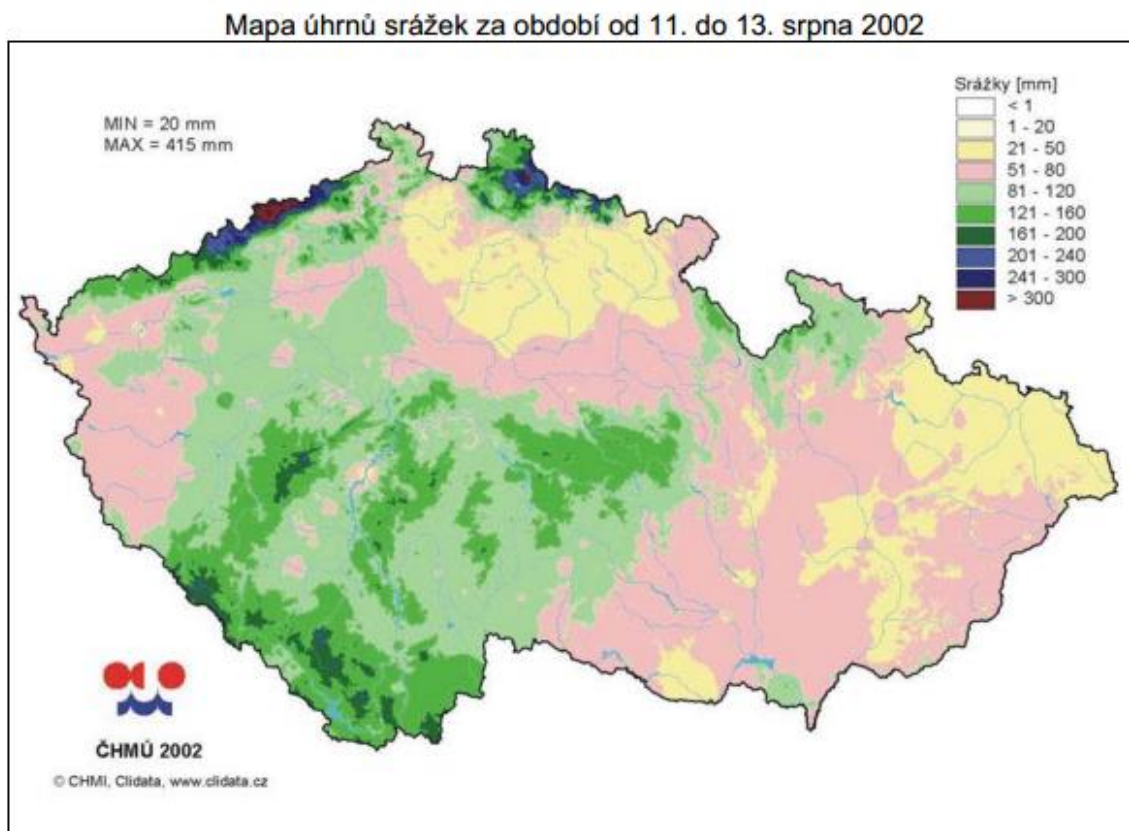 Mapa úhrnů srážek za období od 11. do 13. srpna 2002
MIN = 20 mm
MAX = 415 mm
Srážky [mm]
< 1
1 - 20
21 - 50
51 - 80
81 - 120
121 - 160
161 - 200
201 - 240
241 - 300
> 300
ČHMÚ 2002
© CHMI, Clidata, www.clidata.cz